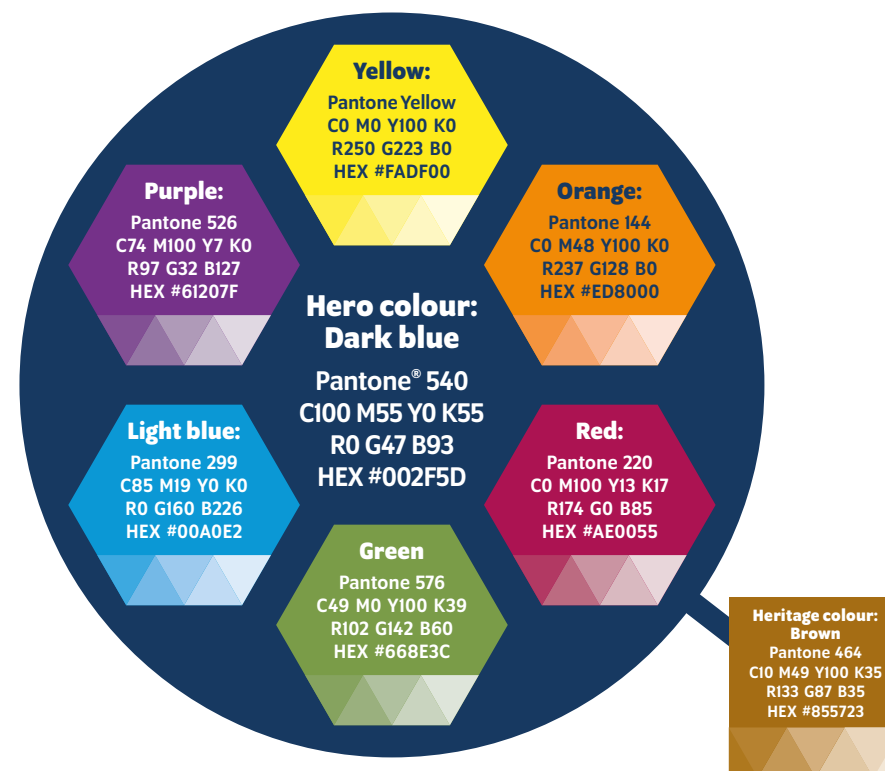 Yellow:
Pantone Yellow
C0 M0 Y100 K0
R250 G223 B0
HEX #FADF00
Purple:
Pantone 526
C74 M100 Y7 K0
R97 G32 B127
HEX #61207F
Orange:
Pantone 144
C0 M48 Y100 K0
R237 G128 B0
HEX #ED8000
Hero colour:
Dark blue
Pantone® 540
C100 M55 Y0 K55
R0 G47 B93
HEX #002F5D
Light blue:
Pantone 299
C85 M19 Y0 K0
R0 G160 B226
HEX #00A0E2
Red:
Pantone 220
C0 M100 Y13 K17
R174 G0 B85
HEX #AE0055
Green
Pantone 576
C49 M0 Y100 K39
R102 G142 B60
HEX #668E3C
Heritage colour:
Brown
Pantone 464
C10 M49 Y100 K35
R133 G87 B35
HEX #855723